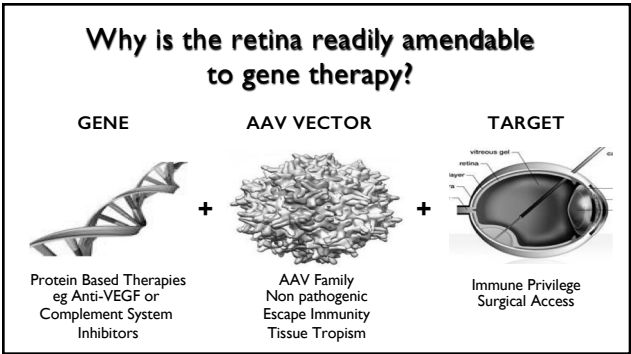 Why is the retina readily amendable
to gene therapy?
GENE
AAV VECTOR
TARGET
vitreous gel
retina
+
+
Protein Based Therapies
eg Anti-VEGF or
Complement System
Inhibitors
AAV Family
Non pathogenic
Escape Immunity
Tissue Tropism
Immune Privilege
Surgical Access